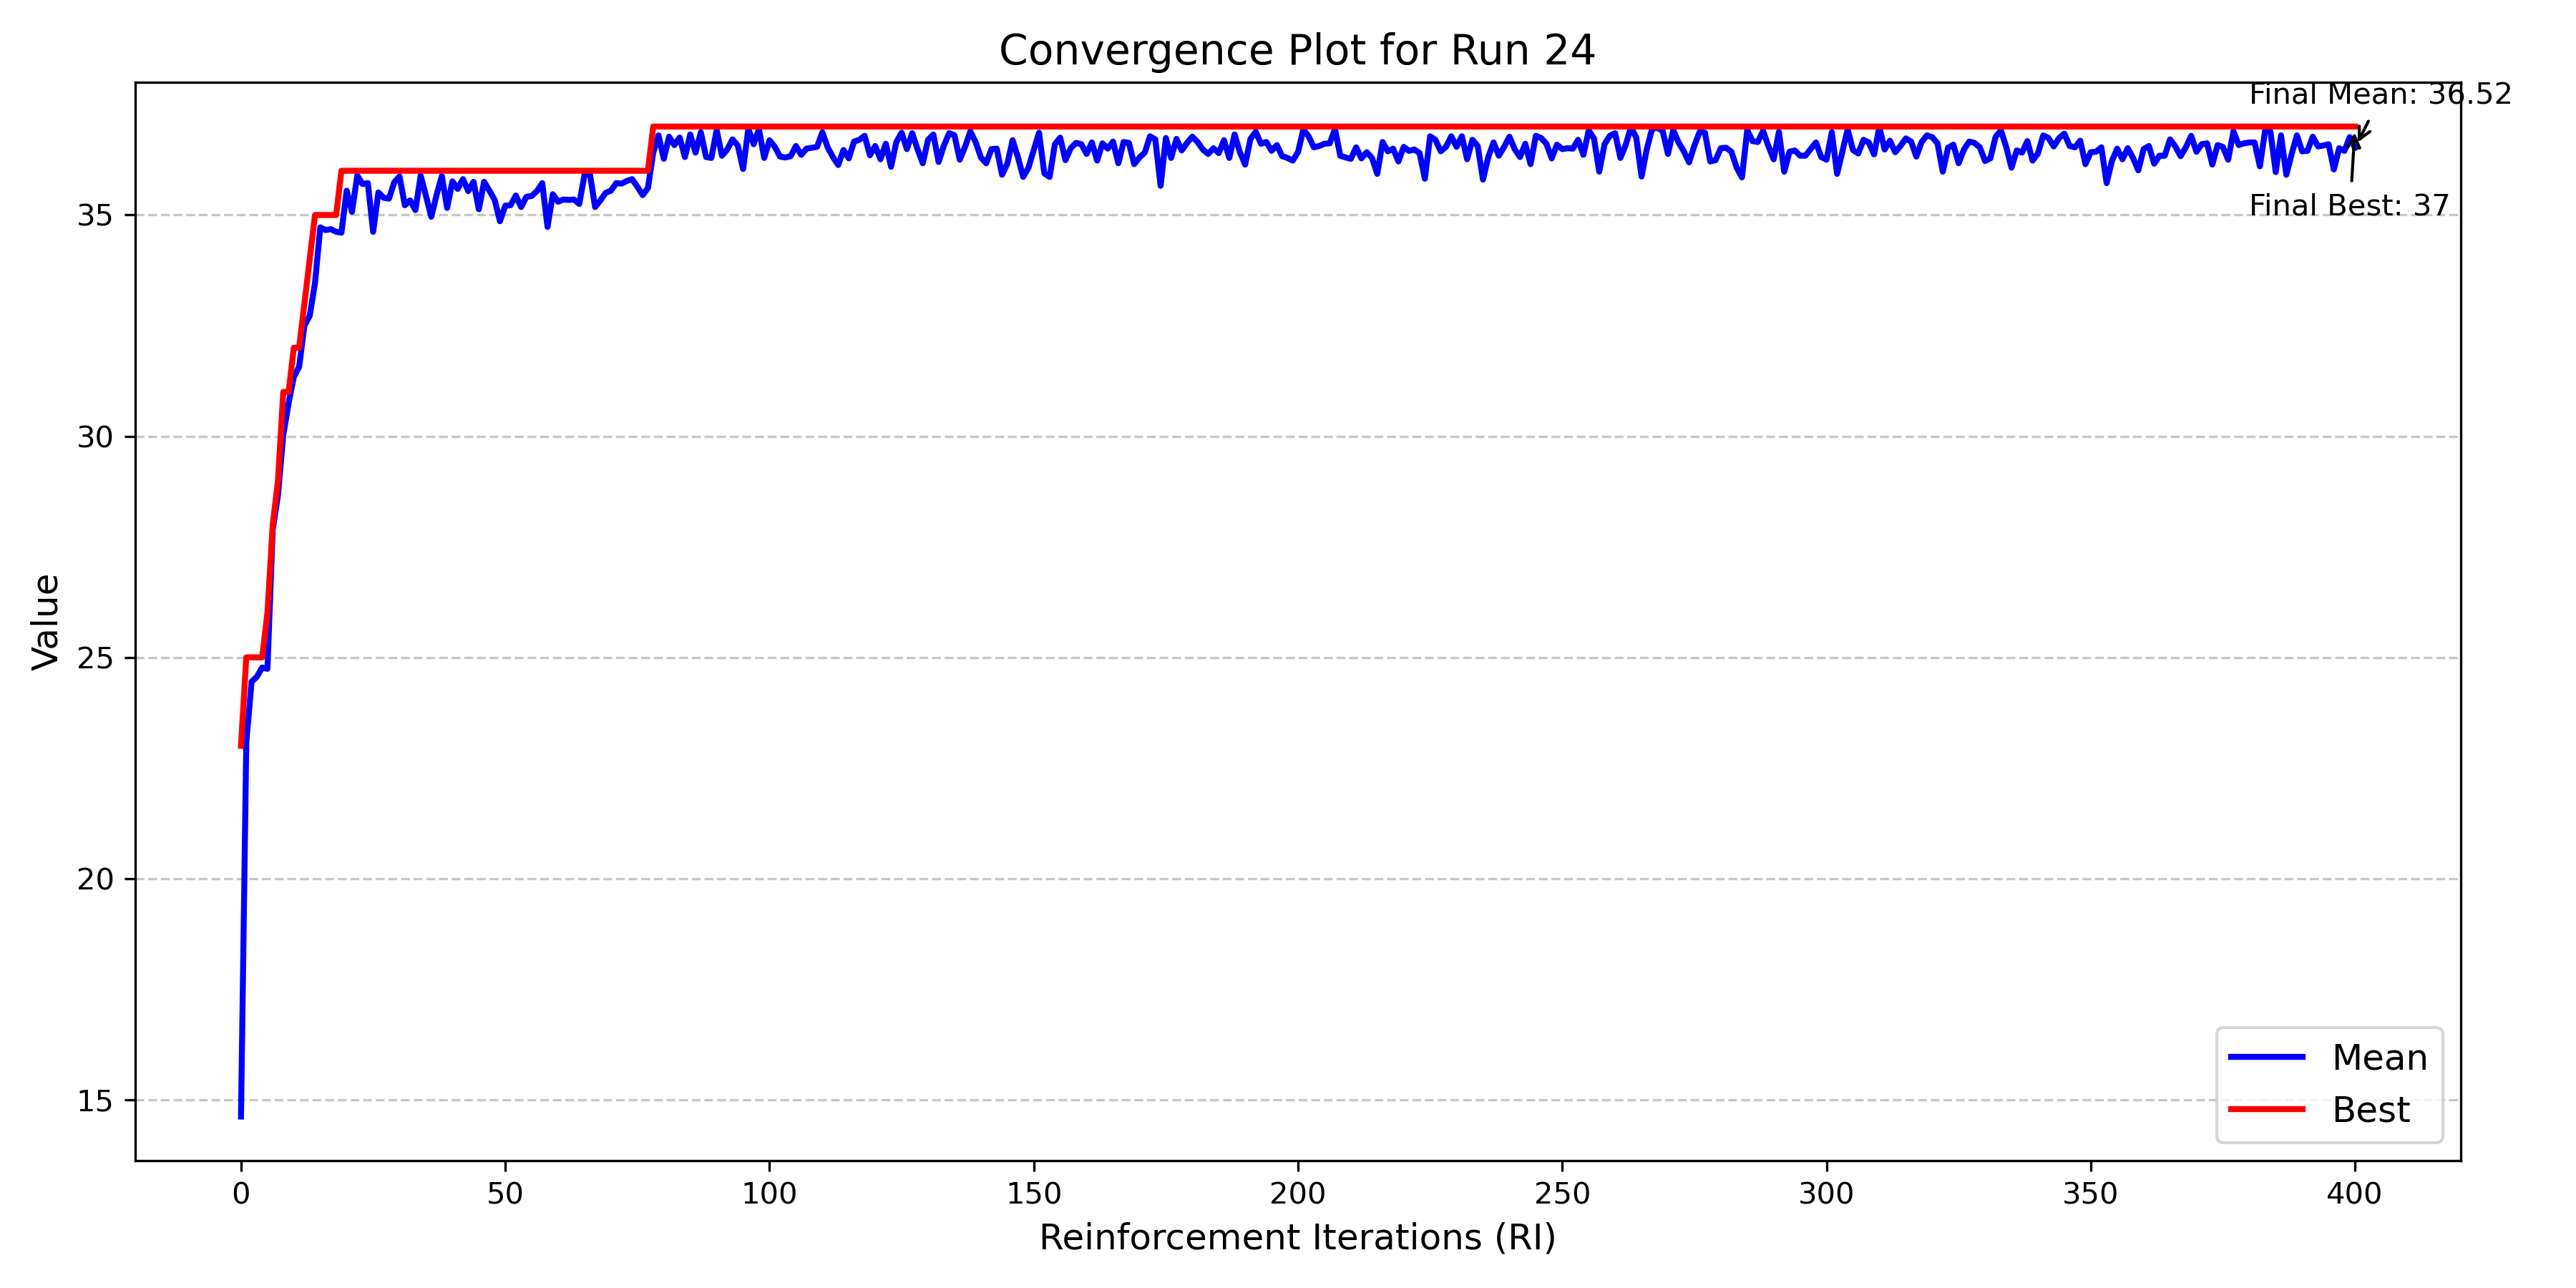 Convergence Plot for Run 24
Final Mean: 36.52
Final Best: 37
Value
35
30
25
20
15
0 50 100 150 200 250 300 350 400
Reinforcement Iterations (RI)
Mean
Best